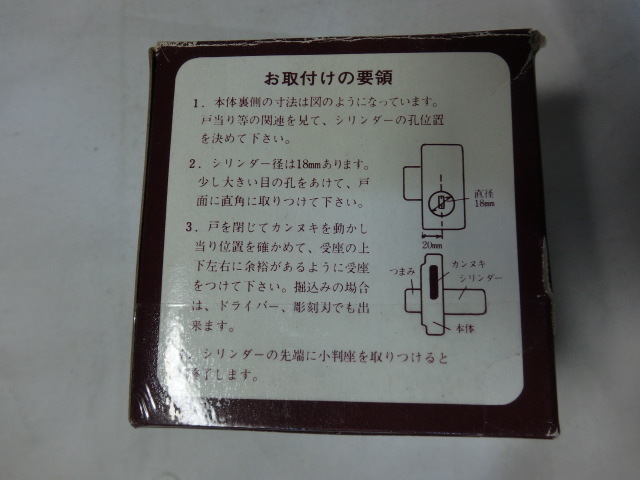 お取付けの要領
1．本体裏側の寸法は図のようになっています。
戸当り等の関連を見て、シリンダーの孔位置
を決めて下さい。
2．シリンダー径は18mmあります。
少し大きい目の孔をあけて、戸
面に直角に取りつけて下さい。
3．戸を閉じてカンヌキを動かし
当り位置を確かめて、受座の上
下左右に余裕があるように受座
をつけて下さい。掘込みの場合
は、ドライバー、彫刻刃でも出
来ます。
シリンダーの先端に小判座を取りつけると
了します。
直径
18mm
20mm
つまみ
カンヌキ
シリンダー
本体